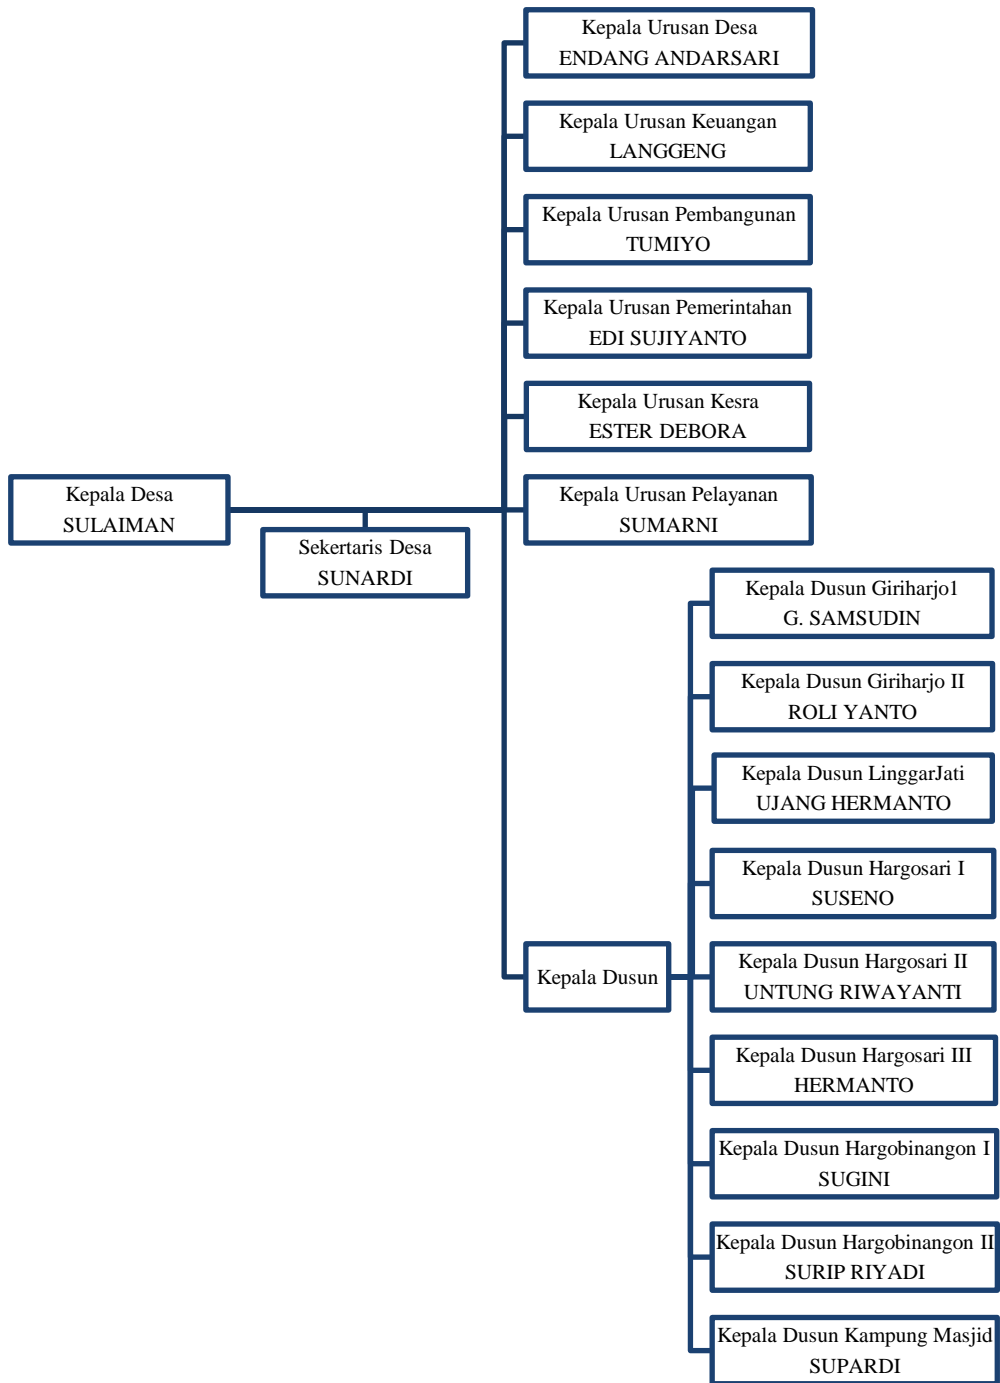 Kepala Urusan Desa
ENDANG ANDARSARI
Kepala Urusan Keuangan
LANGGENG
Kepala Urusan Pembangunan
TUMIYO
Kepala Urusan Pemerintahan
EDI SUJIYANTO
Kepala Urusan Kesra
ESTER DEBORA
Kepala Desa
SULAIMAN
Kepala Urusan Pelayanan
SUMARNI
Sekertaris Desa
SUNARDI
Kepala Dusun Giriharjo1
G. SAMSUDIN
Kepala Dusun Giriharjo II
ROLI YANTO
Kepala Dusun LinggarJati
UJANG HERMANTO
Kepala Dusun Hargosari I
SUSENO
Kepala Dusun
Kepala Dusun Hargosari II
UNTUNG RIWAYANTI
Kepala Dusun Hargosari III
HERMANTO
Kepala Dusun Hargobinangon I
SUGINI
Kepala Dusun Hargobinangon II
SURIP RIYADI
Kepala Dusun Kampung Masjid
SUPARDI